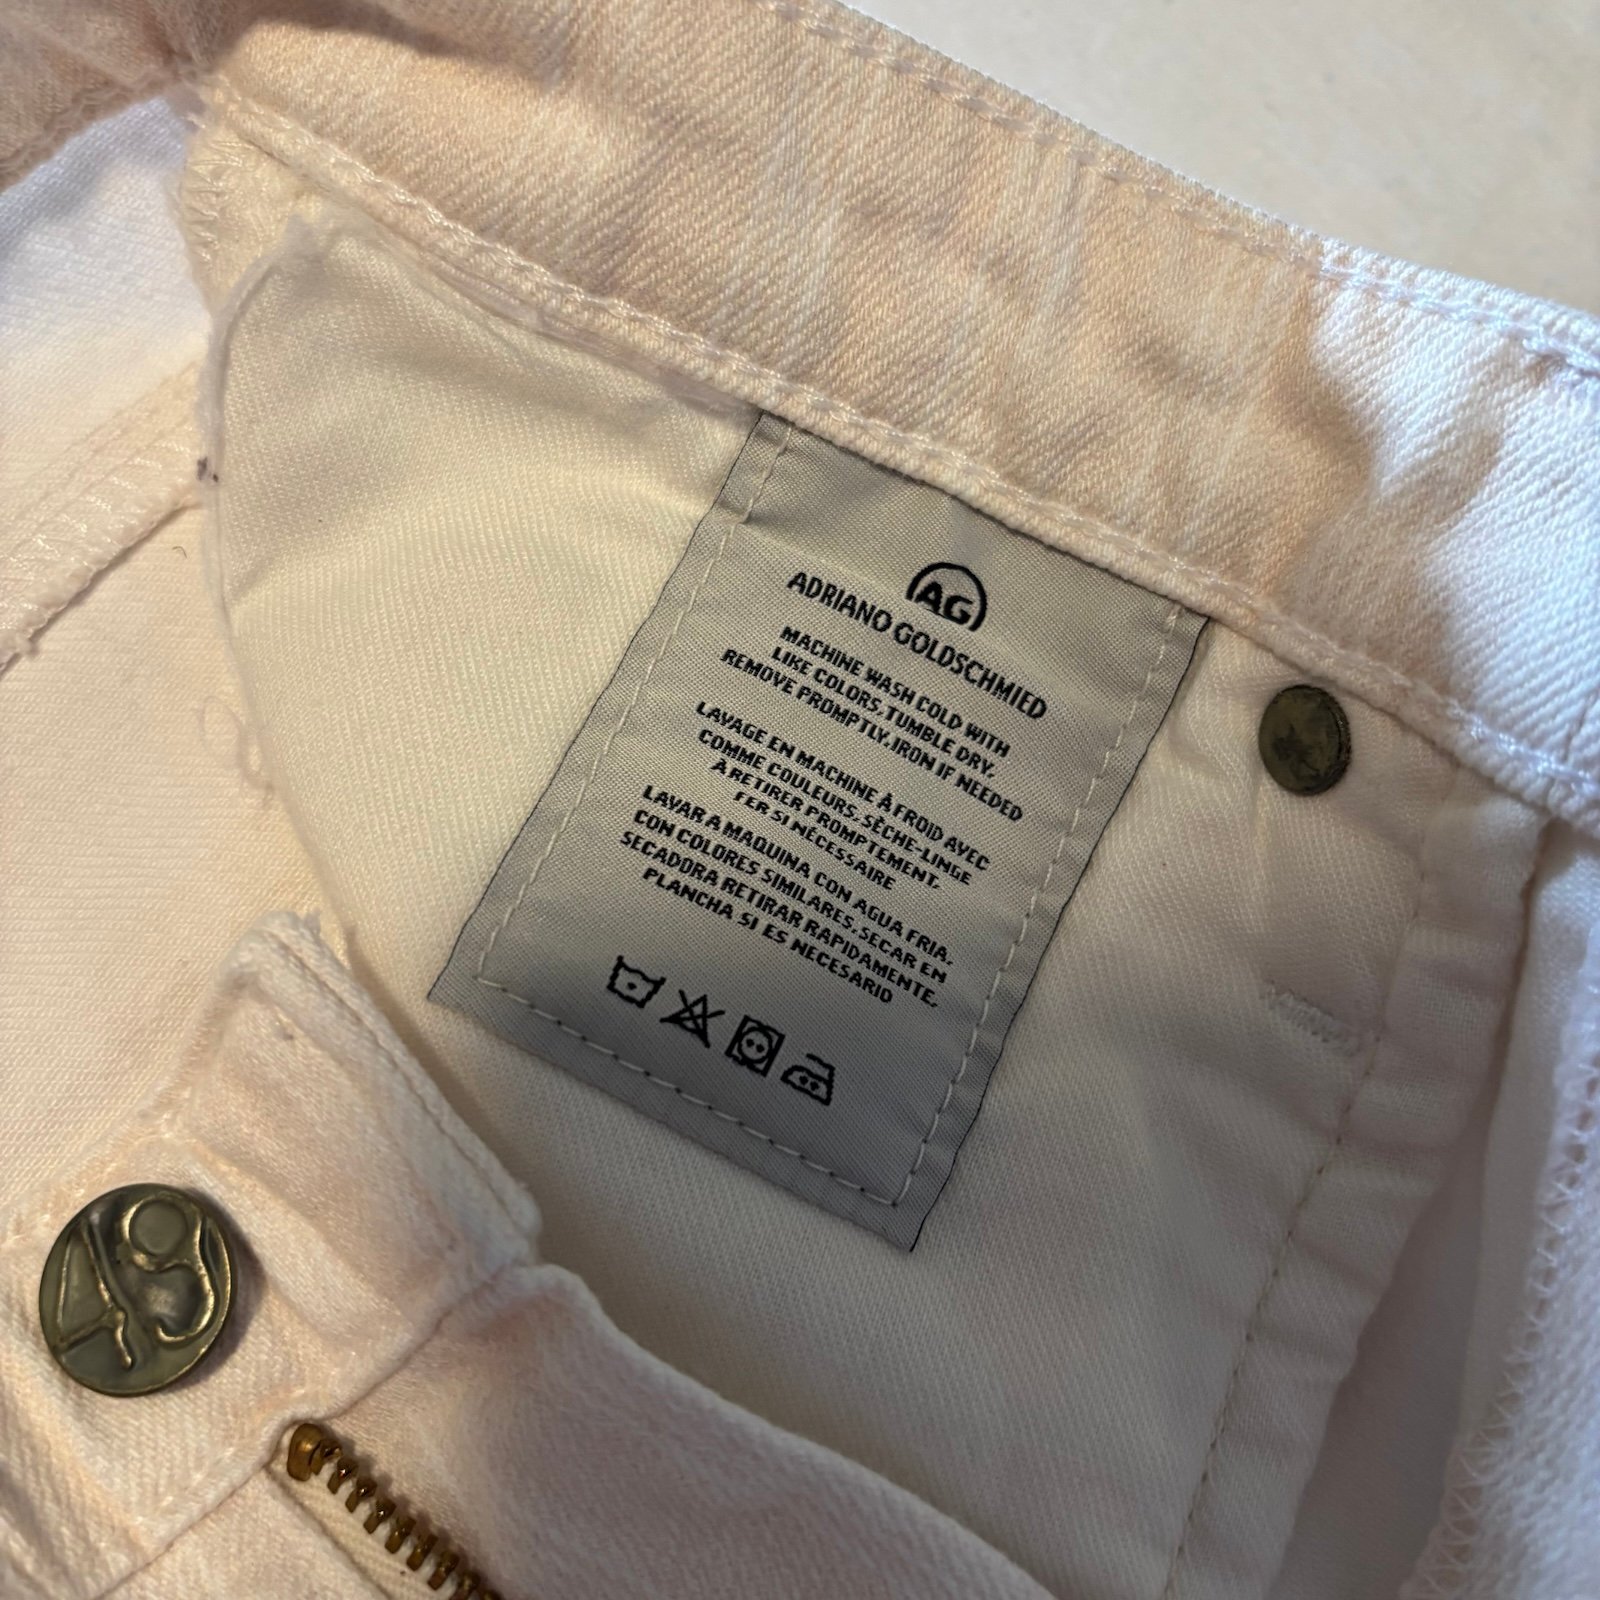 AG
ADRIANO GOLDSCHMIED
MACHINE WASH COLD WITH
LIKE COLORS, TUMBLE DRY,
REMOVE PROMPTLY. IRON IF NEEDED
LAVAGE EN MACHINE À FROID AVEC
COMME COULEURS, SÈCHE-LINGE
À RETIRER PROMPTEMENT,
FER SI NÉCESSAIRE
LAVAR A MAQUINA CON AGUA FRIA,
CON COLORES SIMILARES, SECAR EN
SECADORA RETIRAR RAPIDAMENTE,
PLANCHA SI ES NECESARIO
AG